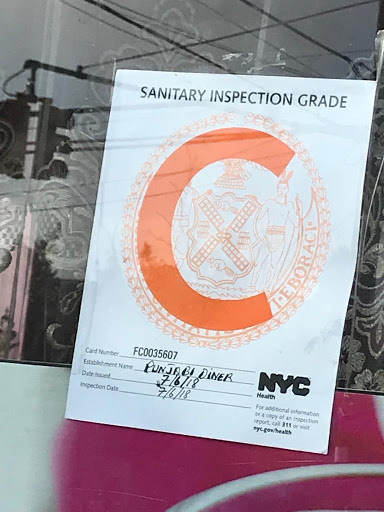 SANITARY INSPECTION GRADE
C
EBORACI
Card Number FC0035607
Establishment Name PUNJABI DINER
Date Issued 7/6/18
Inspection Date 7/6/18
NYC
Health
For additional information
or a copy of an inspection
report, call 311 or visit
nyc.gov/health